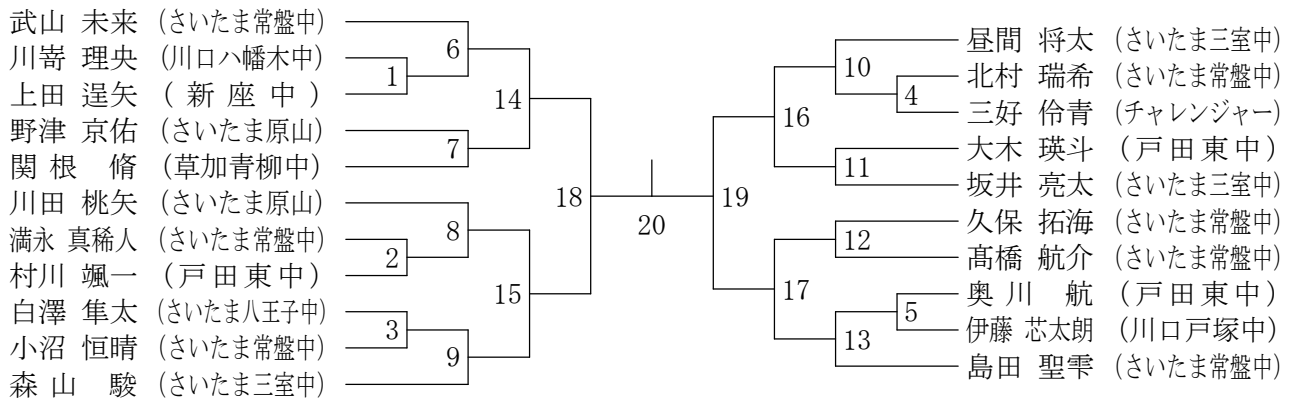 武山 未来 (さいたま常盤中)
川嵜 理央 (川口八幡木中)
上田 逞矢 (新座中)
野津 京佑 (さいたま原山)
関根 脩 (草加青柳中)
川田 桃矢 (さいたま原山)
満永 真稀人 (さいたま常盤中)
村川 颯一 (戸田東中)
白澤 隼太 (さいたま八王子中)
小沼 恒晴 (さいたま常盤中)
森山 駿 (さいたま三室中)
1
2
3
6
7
8
9
14
15
18
20
19
16
17
10
11
12
13
4
5
昼間 将太 (さいたま三室中)
北村 瑞希 (さいたま常盤中)
三好 伶青 (チャレンジャー)
大木 瑛斗 (戸田東中)
坂井 亮太 (さいたま三室中)
久保 拓海 (さいたま常盤中)
髙橋 航介 (さいたま常盤中)
奥川 航 (戸田東中)
伊藤 芯太朗 (川口戸塚中)
島田 聖雫 (さいたま常盤中)